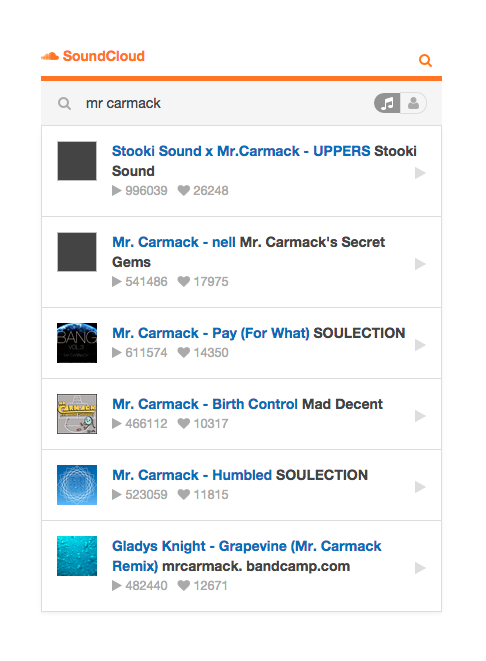 SoundCloud
mr carmack
Stooki Sound x Mr.Carmack - UPPERS Stooki
Sound
996039 26248
Mr. Carmack - nell Mr. Carmack's Secret
Gems
541486 17975
BANG
Mr. Carmack - Pay (For What) SOULECTION
611574 14350
CARMACK
Mr. Carmack - Birth Control Mad Decent
466112 10317
Mr. Carmack - Humbled SOULECTION
523059 11815
Gladys Knight - Grapevine (Mr. Carmack
Remix) mrcarmack. bandcamp.com
482440 12671